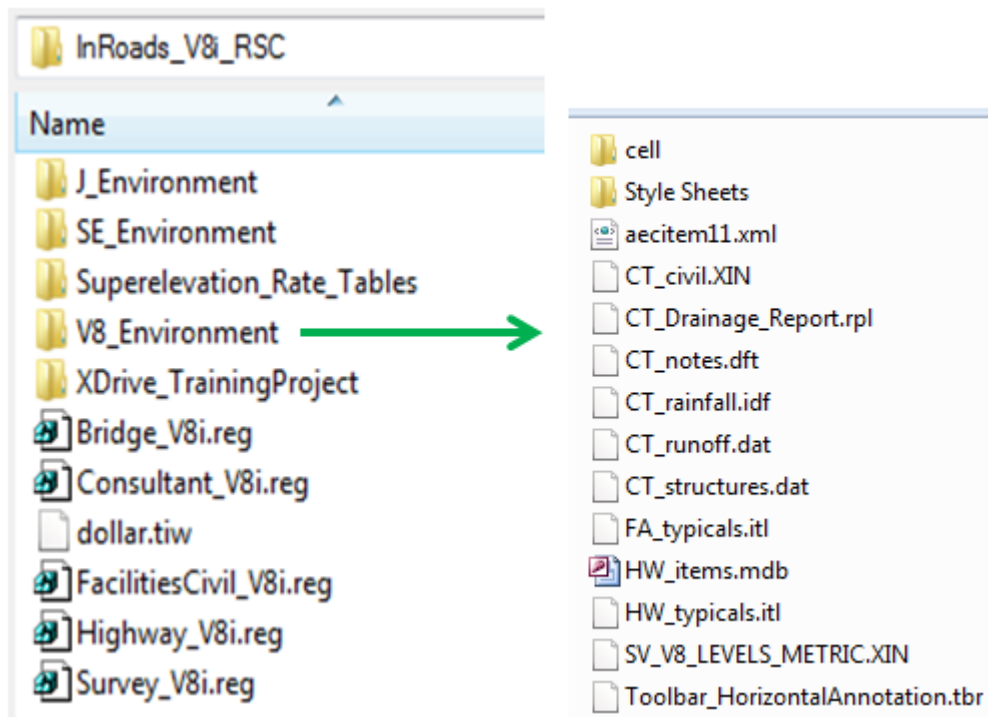 InRoads_V8i_RSC
Name
J_Environment
SE_Environment
Superelevation_Rate_Tables
V8_Environment
XDrive_TrainingProject
Bridge_V8i.reg
Consultant_V8i.reg
dollar.tiw
FacilitiesCivil_V8i.reg
Highway_V8i.reg
Survey_V8i.reg
cell
Style Sheets
aecitem11.xml
CT_civil.XIN
CT_Drainage_Report.rpl
CT_notes.dft
CT_rainfall.idf
CT_runoff.dat
CT_structures.dat
FA_typicals.itl
HW_items.mdb
HW_typicals.itl
SV_V8_LEVELS_METRIC.XIN
Toolbar_HorizontalAnnotation.tbr